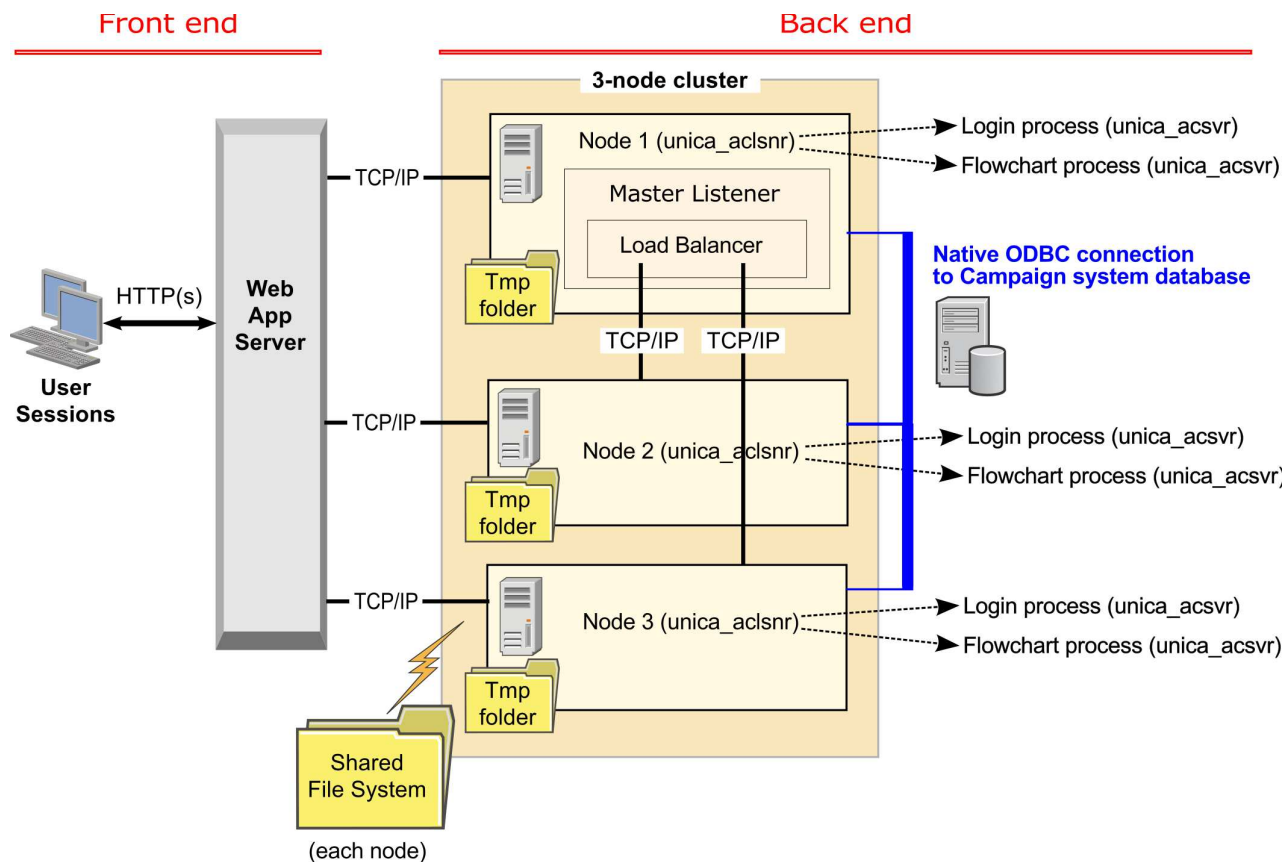 Front end
Back end
3-node cluster
Node 1 (unica_aclsnr)
Login process (unica_acsvr)
Flowchart process (unica_acsvr)
TCP/IP
Master Listener
Load Balancer
Tmp
folder
Native ODBC connection
to Campaign system database
HTTP(s)
Web
App
Server
User
Sessions
TCP/IP
TCP/IP
TCP/IP
Node 2 (unica_aclsnr)
Login process (unica_acsvr)
Flowchart process (unica_acsvr)
Tmp
folder
TCP/IP
Node 3 (unica_aclsnr)
Login process (unica_acsvr)
Flowchart process (unica_acsvr)
Tmp
folder
Shared
File System
(each node)